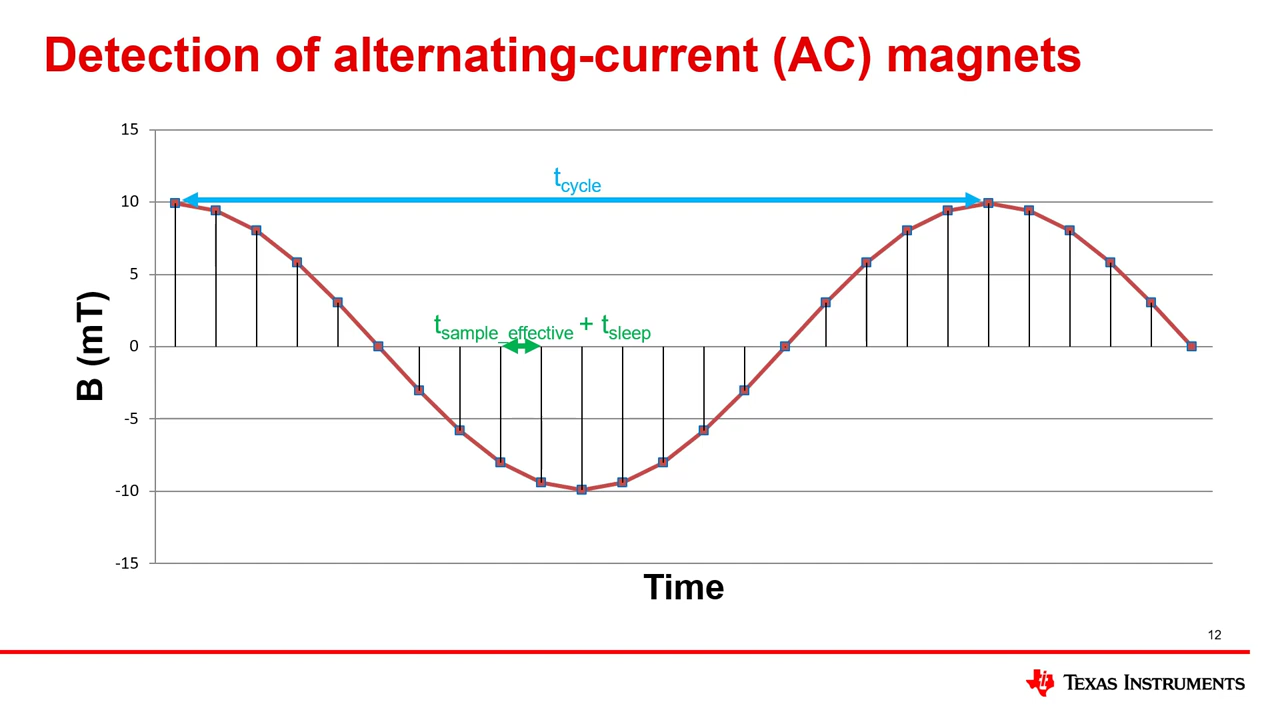 Detection of alternating-current (AC) magnets
15
10
5
0
-5
-10
-15
B (mT)
tcycle
tsample_effective + tsleep
Time
12
TEXAS INSTRUMENTS